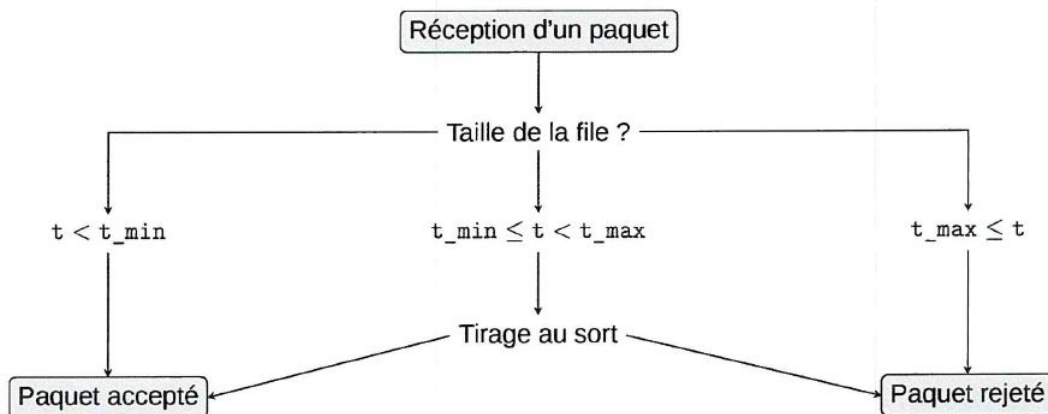 Réception d'un paquet
Taille de la file ?
t < t_min
t_min ≤ t < t_max
t_max ≤ t
Tirage au sort
Paquet accepté
Paquet rejeté